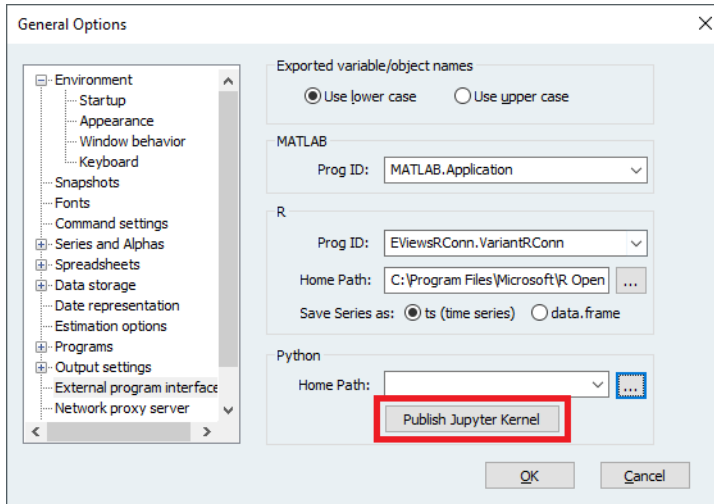 General Options
Environment
Startup
Appearance
Window behavior
Keyboard
Snapshots
Fonts
Command settings
Series and Alphas
Spreadsheets
Data storage
Date representation
Estimation options
Programs
Output settings
External program interface
Network proxy server
Exported variable/object names
Use lower case Use upper case
MATLAB
Prog ID: MATLAB.Application
R
Prog ID: EViewsRConn.VariantRConn
Home Path: C:\Program Files\Microsoft\R Open ...
Save Series as: ts (time series) data.frame
Python
Home Path: ...
Publish Jupyter Kernel
OK Cancel